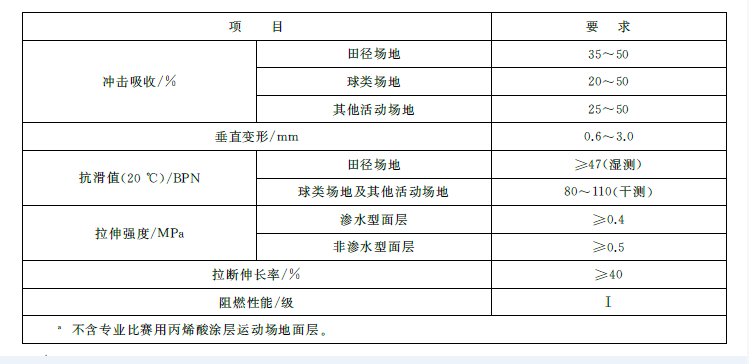 项 目 要 求
冲击吸收/% 田径场地 35～50
球类场地 20～50
其他活动场地 25～50
垂直变形/mm 0.6～3.0
抗滑值(20 ℃)/BPN 田径场地 ≥47(湿测)
球类场地及其他活动场地 80～110(干测)
拉伸强度/MPa 渗水型面层 ≥0.4
非渗水型面层 ≥0.5
拉断伸长率/% ≥40
阻燃性能/级 Ⅰ
ᵃ 不含专业比赛用丙烯酸涂层运动场地面层。